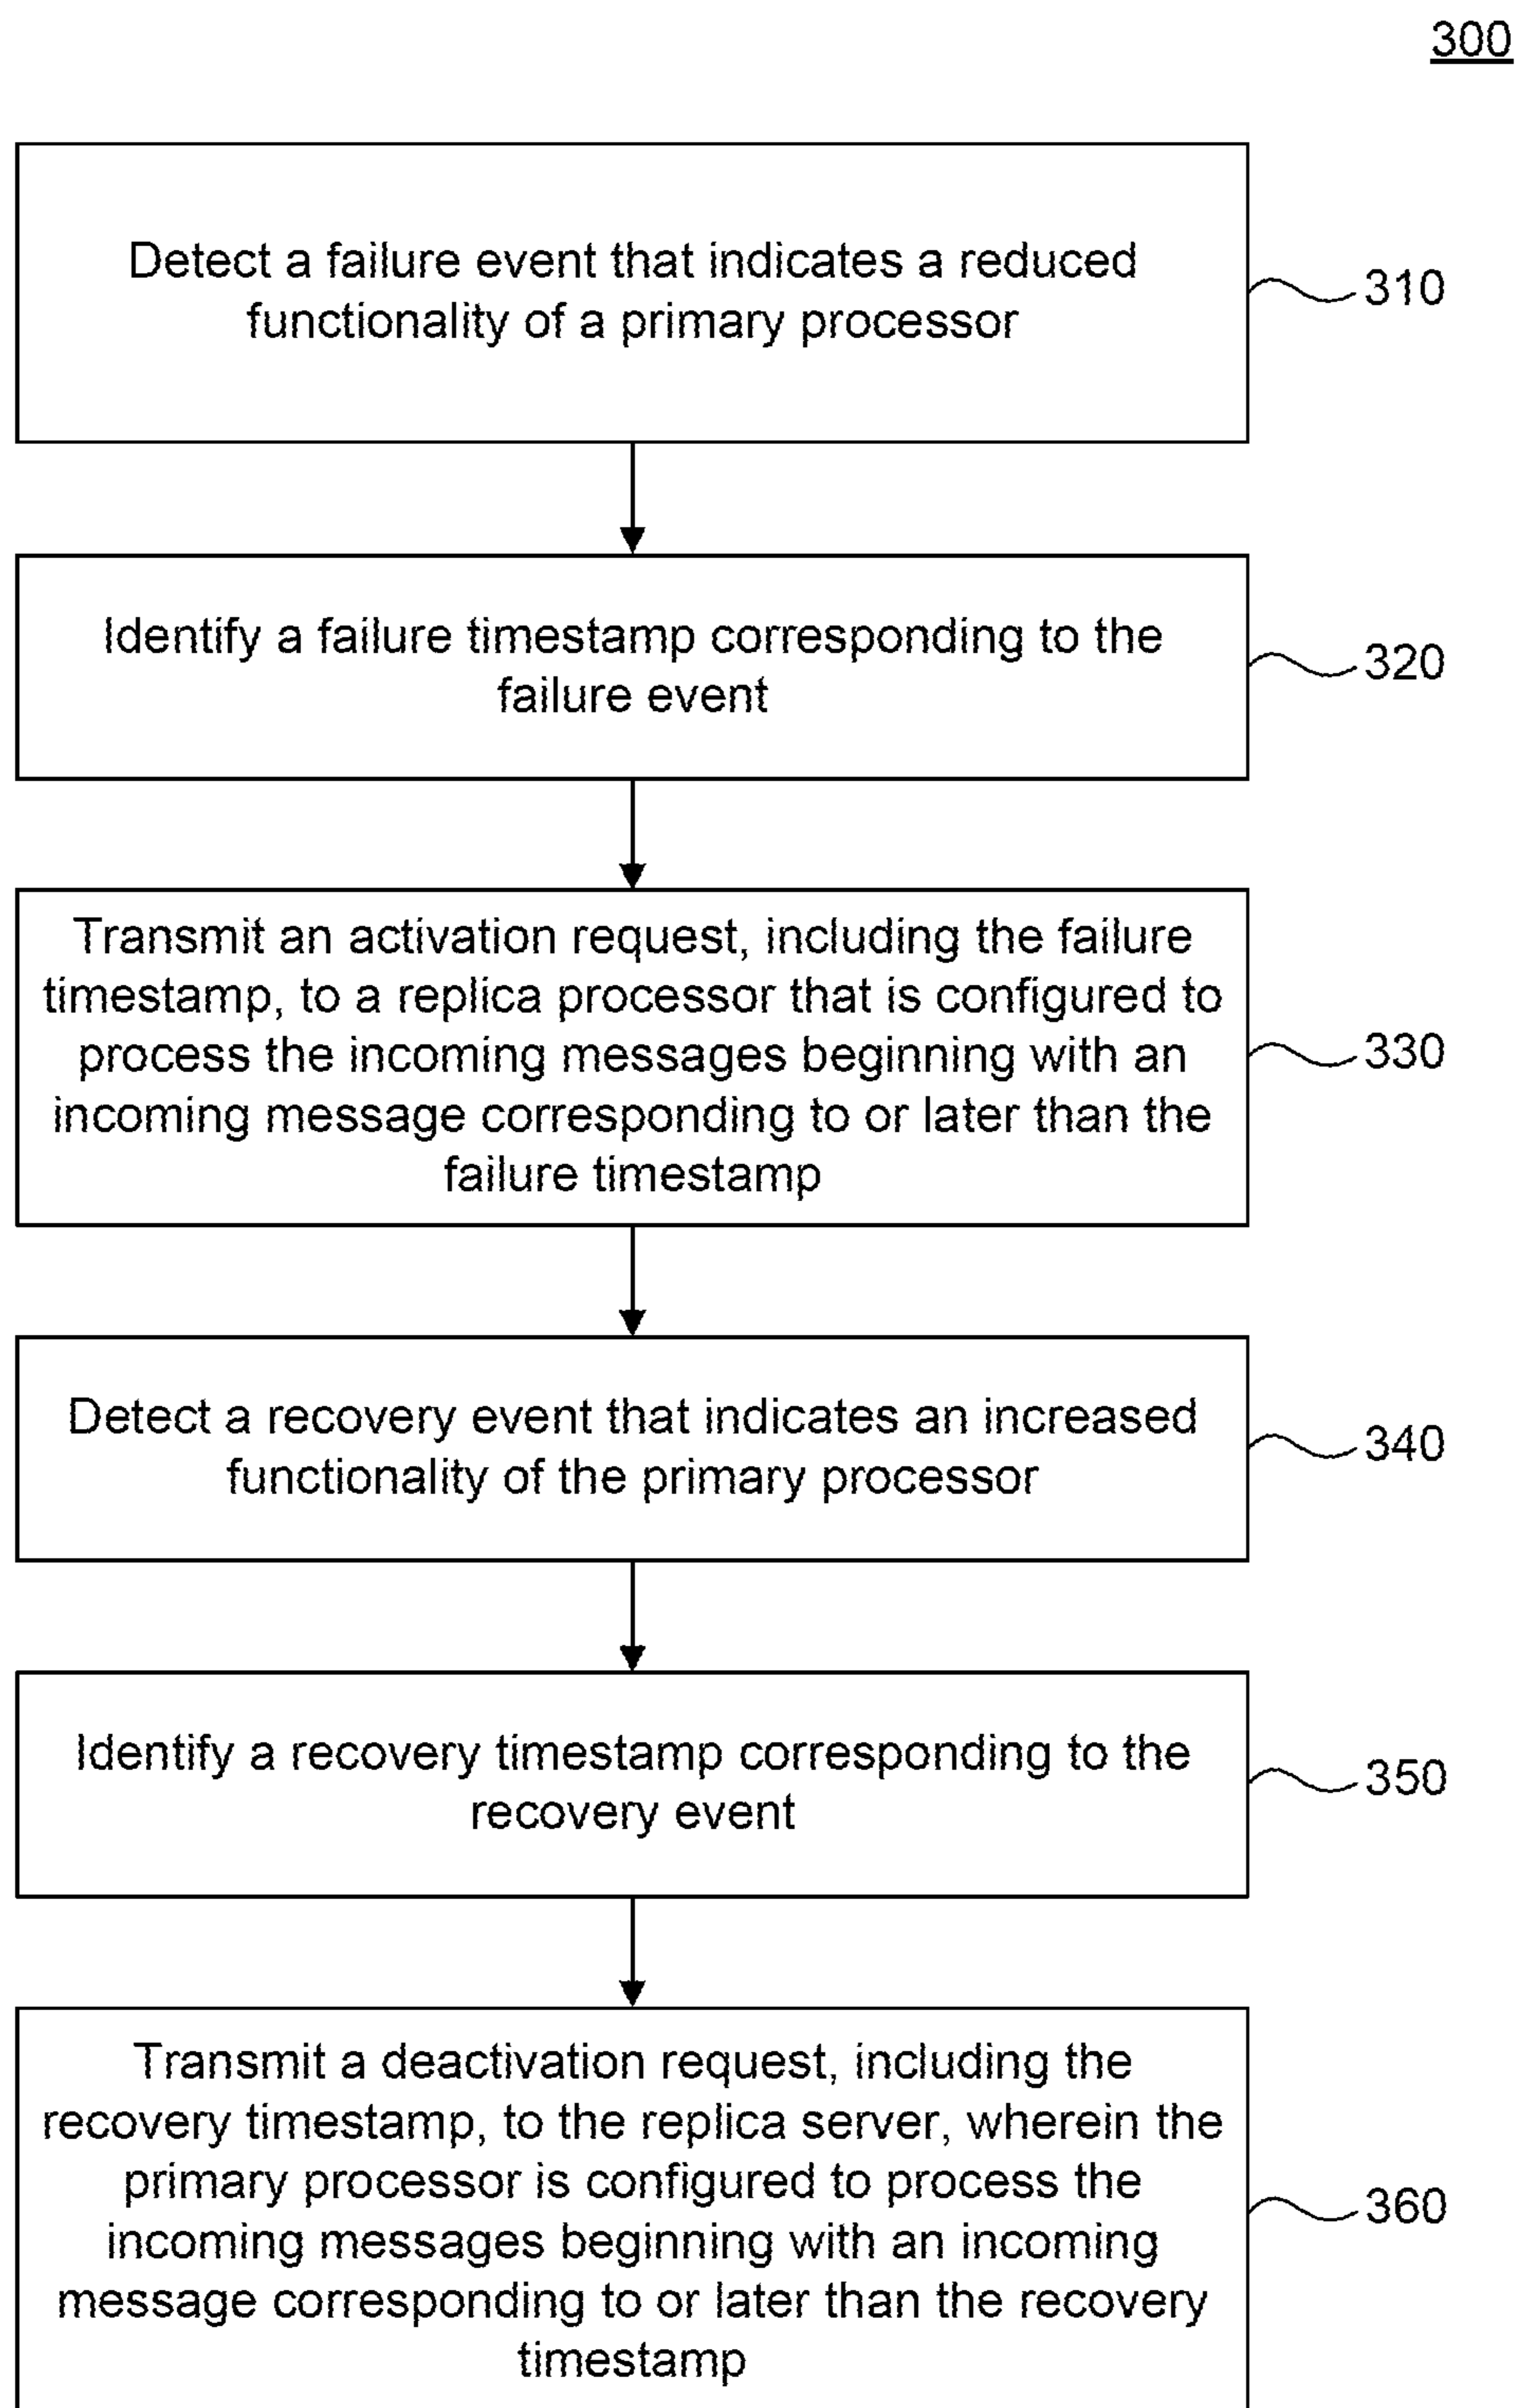 300
Detect a failure event that indicates a reduced
functionality of a primary processor
310
Identify a failure timestamp corresponding to the
failure event
320
Transmit an activation request, including the failure
timestamp, to a replica processor that is configured to
process the incoming messages beginning with an
incoming message corresponding to or later than the
failure timestamp
330
Detect a recovery event that indicates an increased
functionality of the primary processor
340
Identify a recovery timestamp corresponding to the
recovery event
350
Transmit a deactivation request, including the
recovery timestamp, to the replica server, wherein the
primary processor is configured to process the
incoming messages beginning with an incoming
message corresponding to or later than the recovery
timestamp
360